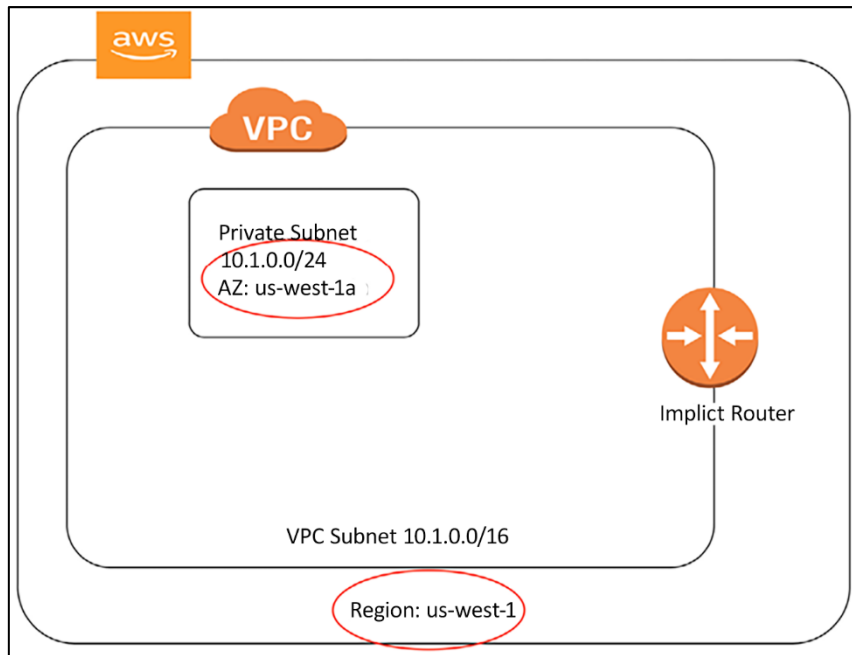 aws
VPC
Private Subnet
10.1.0.0/24
AZ: us-west-1a
Implict Router
VPC Subnet 10.1.0.0/16
Region: us-west-1